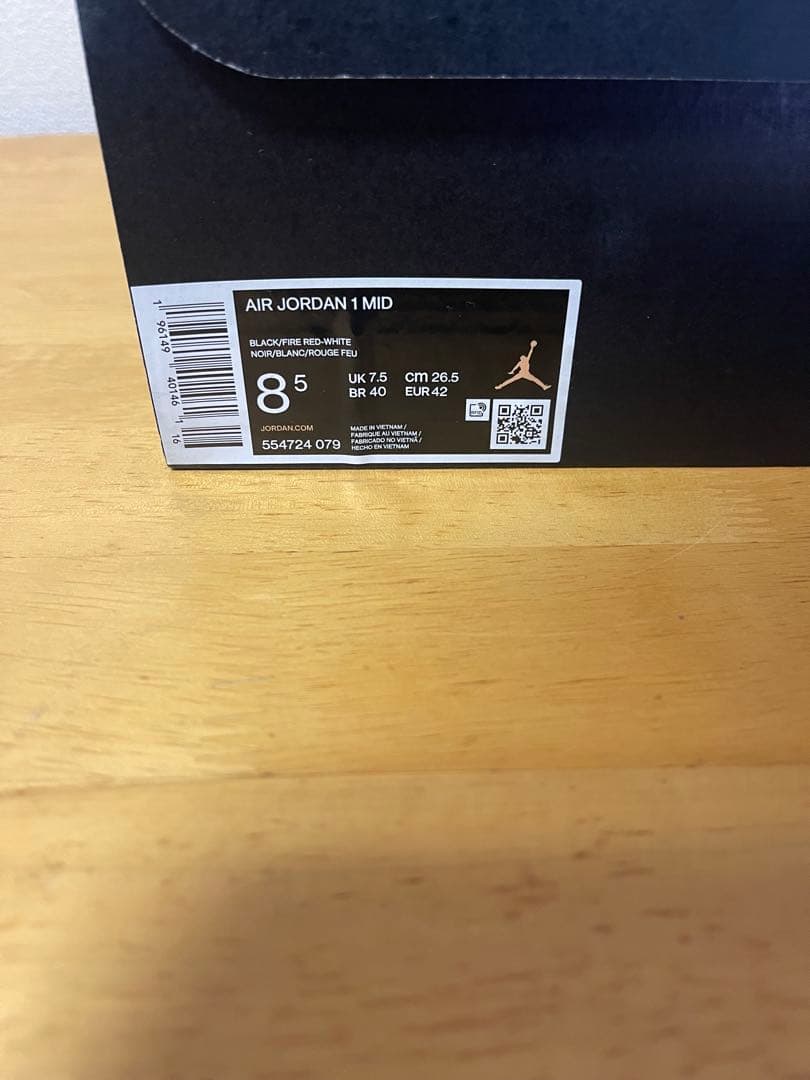 AIR JORDAN 1 MID
BLACK/FIRE RED-WHITE
NOIR/BLANC/ROUGE FEU
8 5
UK 7.5 cm 26.5
BR 40 EUR 42
JORDAN.COM
554724 079
MADE IN VIETNAM /
FABRIQUE AU VIETNAM /
FABRICADO NO VIETNÃ /
HECHO EN VIETNAM
1 96149 40146 1 16